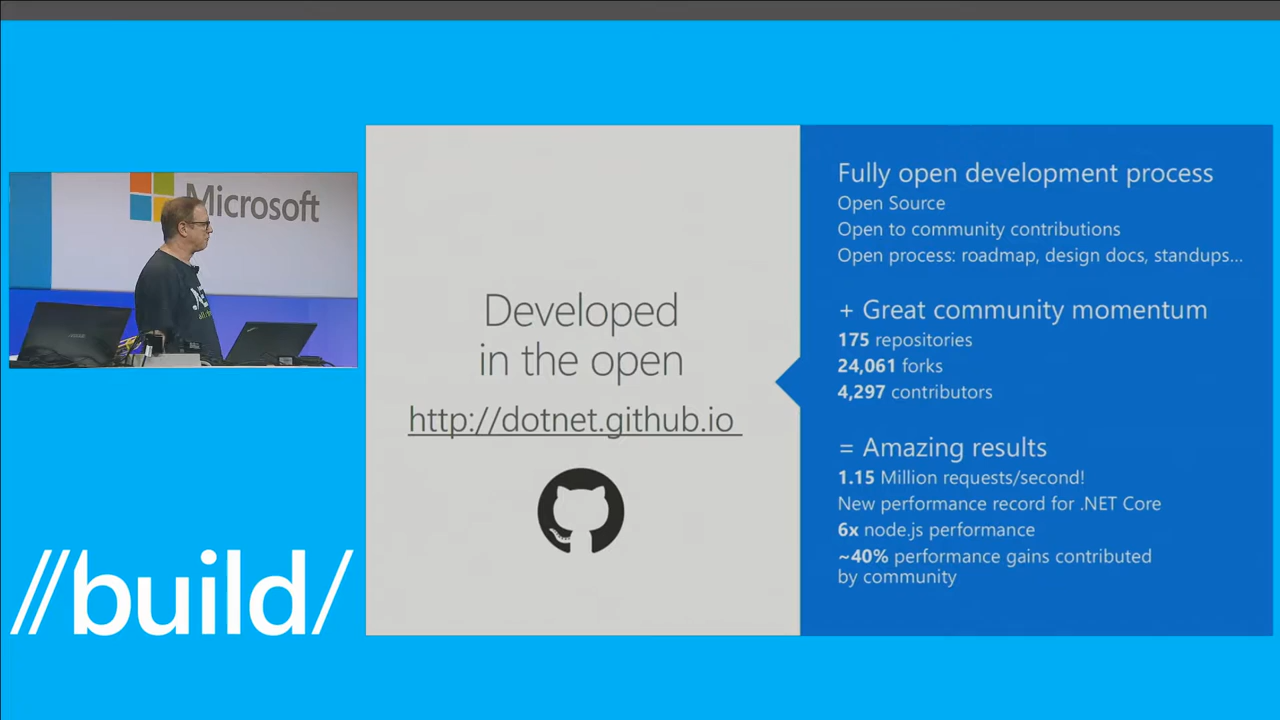 Microsoft
//build/
Developed
in the open
http://dotnet.github.io
Fully open development process
Open Source
Open to community contributions
Open process: roadmap, design docs, standups...
+ Great community momentum
175 repositories
24,061 forks
4,297 contributors
= Amazing results
1.15 Million requests/second!
New performance record for .NET Core
6x node.js performance
~40% performance gains contributed
by community